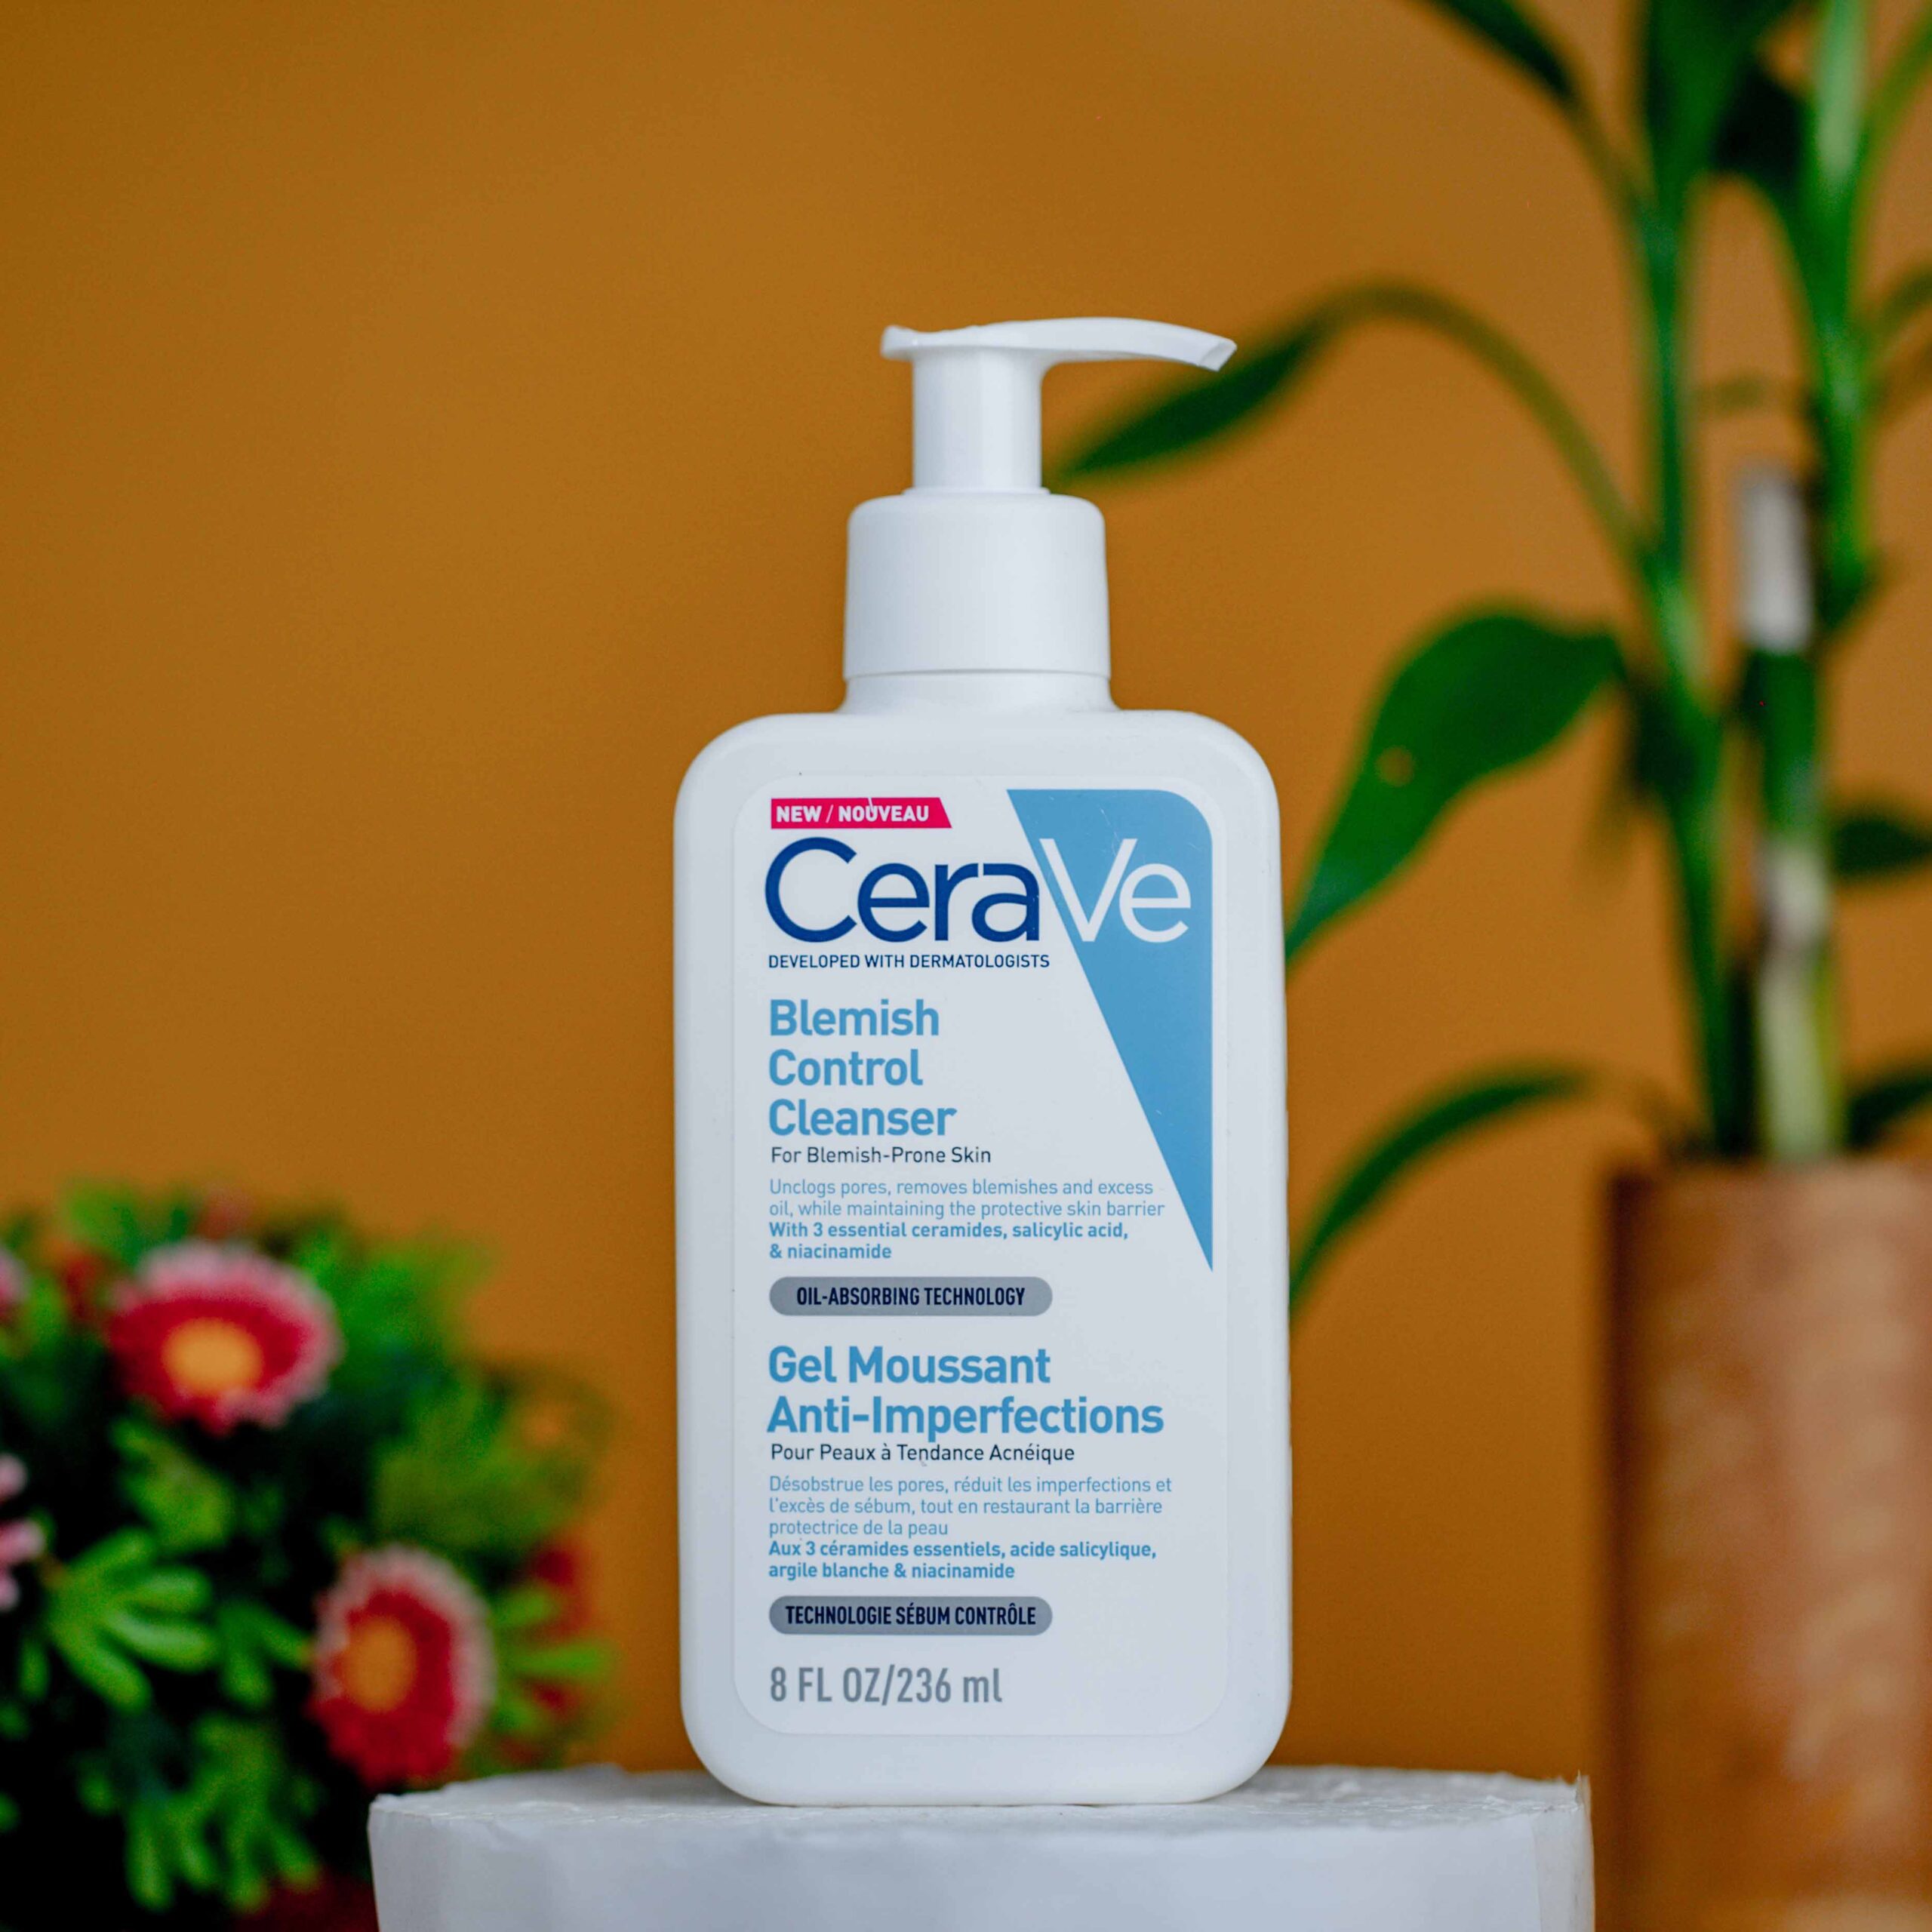 NEW / NOUVEAU
CeraVe
DEVELOPED WITH DERMATOLOGISTS
Blemish
Control
Cleanser
For Blemish-Prone Skin
Unclogs pores, removes blemishes and excess
oil, while maintaining the protective skin barrier
With 3 essential ceramides, salicylic acid,
& niacinamide
OIL-ABSORBING TECHNOLOGY
Gel Moussant
Anti-Imperfections
Pour Peaux à Tendance Acnéique
Désobstrue les pores, réduit les imperfections et
l'excès de sébum, tout en restaurant la barrière
protectrice de la peau
Aux 3 céramides essentiels, acide salicylique,
argile blanche & niacinamide
TECHNOLOGIE SÉBUM CONTRÔLE
8 FL OZ/236 ml